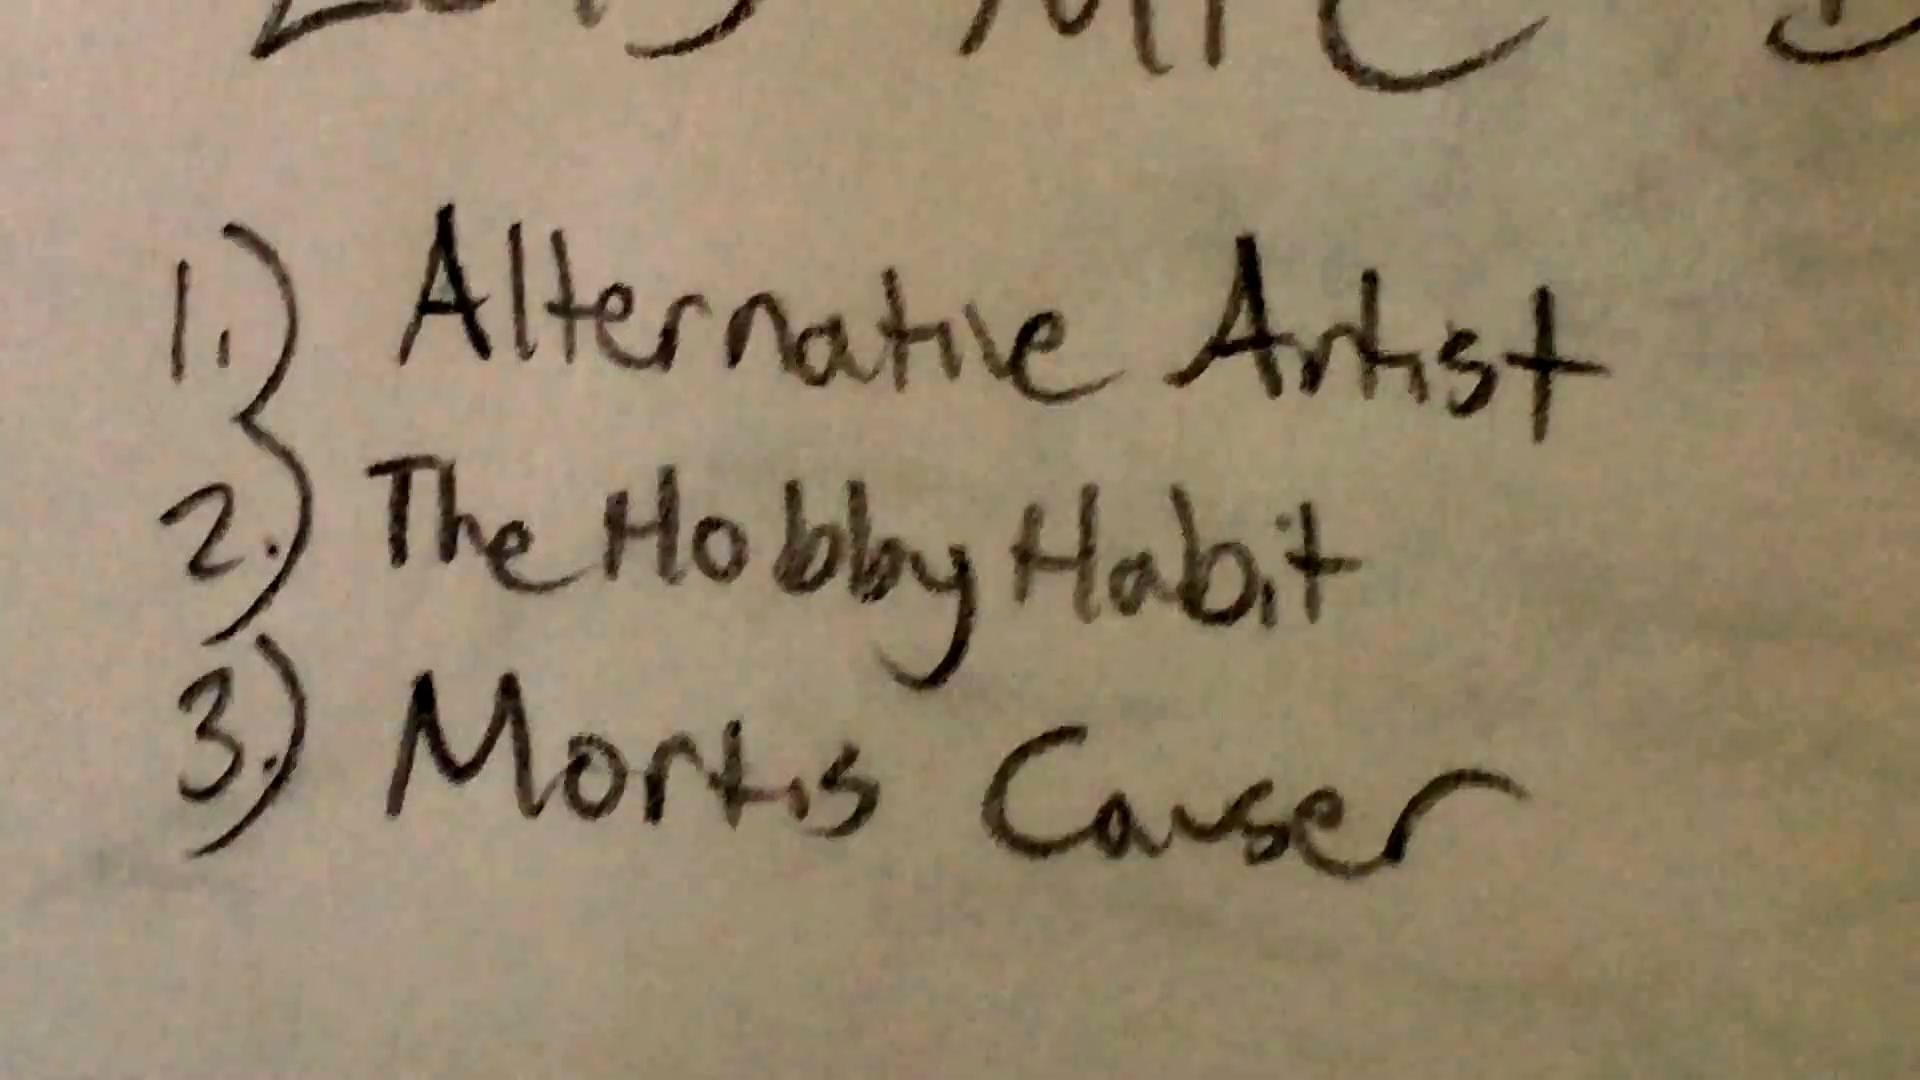 1.) Alternative Artist
2.) The Hobby Habit
3.) Mortis Causer